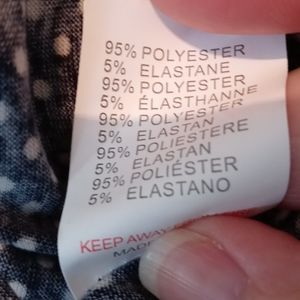 95% POLYESTER
5% ELASTANE
95% POLYESTER
5% ÉLASTHANNE
95% POLYESTER
5% ELASTAN
95% POLIESTERE
5% ELASTAN
95% POLIÉSTER
5% ELASTANO
KEEP AWAY
MADE